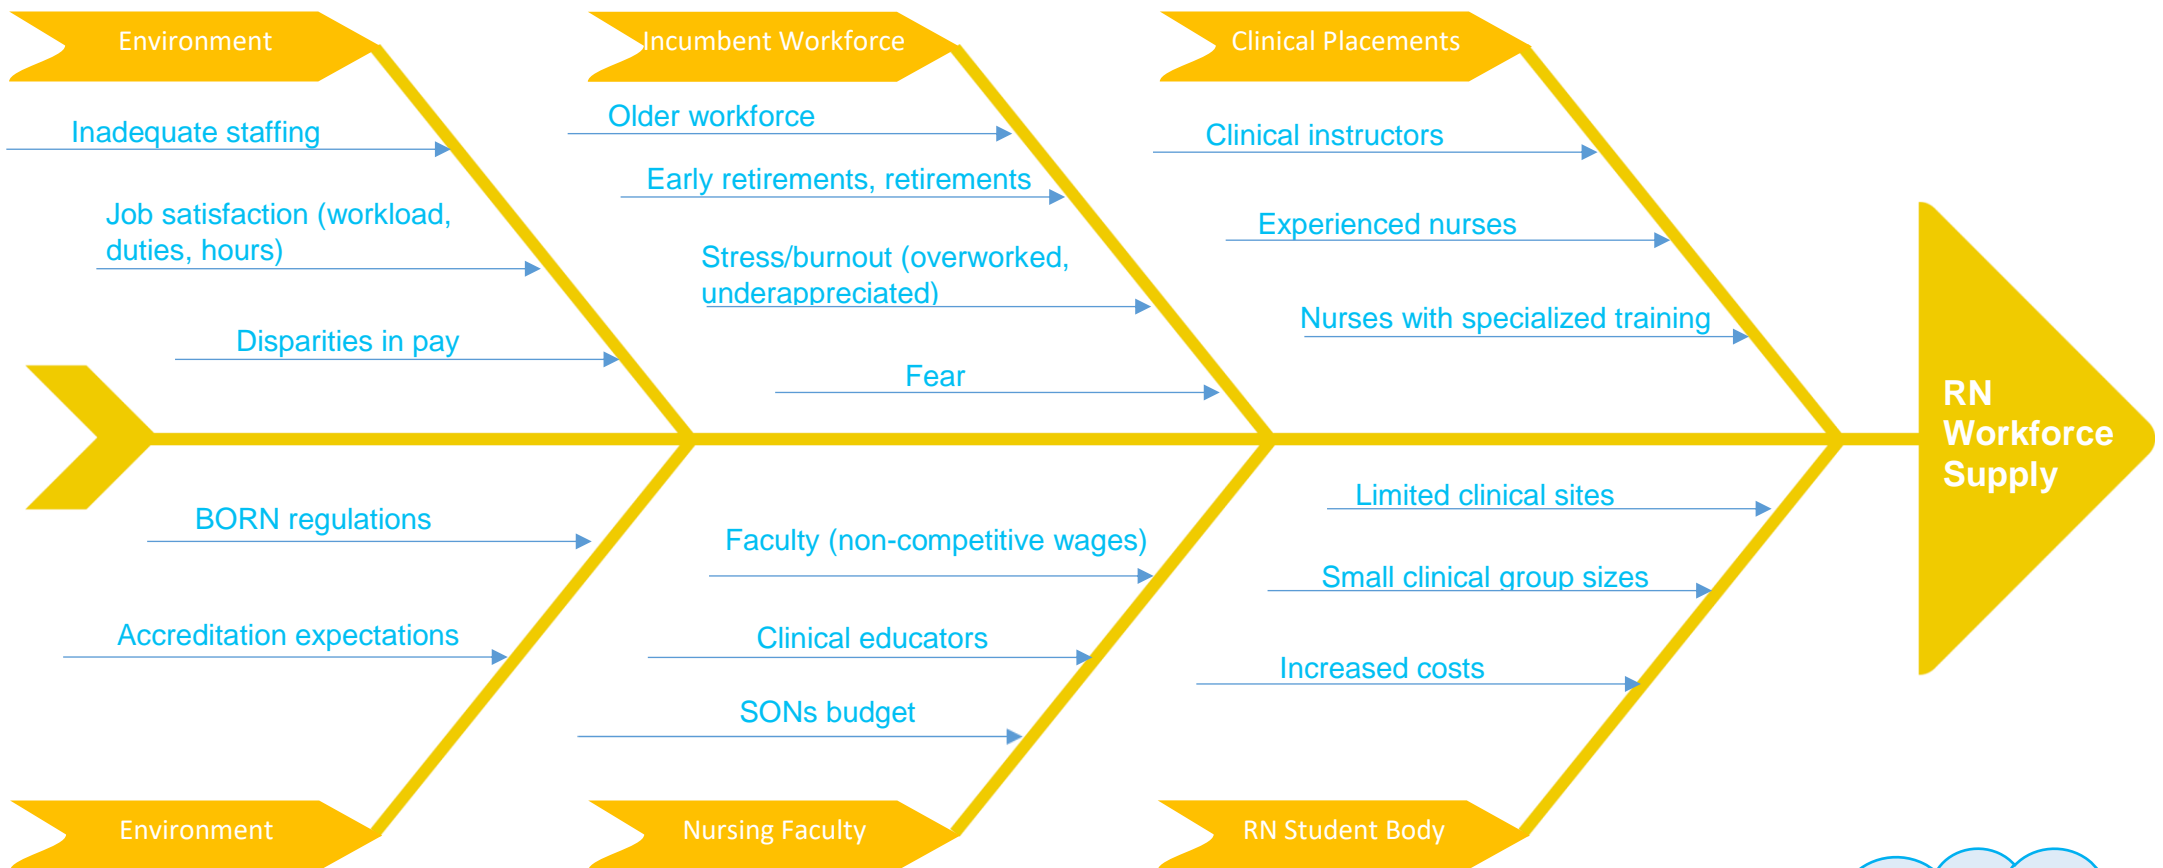 Environment
Incumbent Workforce
Clinical Placements
Inadequate staffing
Older workforce
Clinical instructors
Early retirements, retirements
Job satisfaction (workload,
duties, hours)
Experienced nurses
Stress/burnout (overworked,
underappreciated)
Disparities in pay
Nurses with specialized training
Fear
RN
Workforce
Supply
BORN regulations
Faculty (non-competitive wages)
Limited clinical sites
Small clinical group sizes
Accreditation expectations
Clinical educators
Increased costs
SONs budget
Environment
Nursing Faculty
RN Student Body